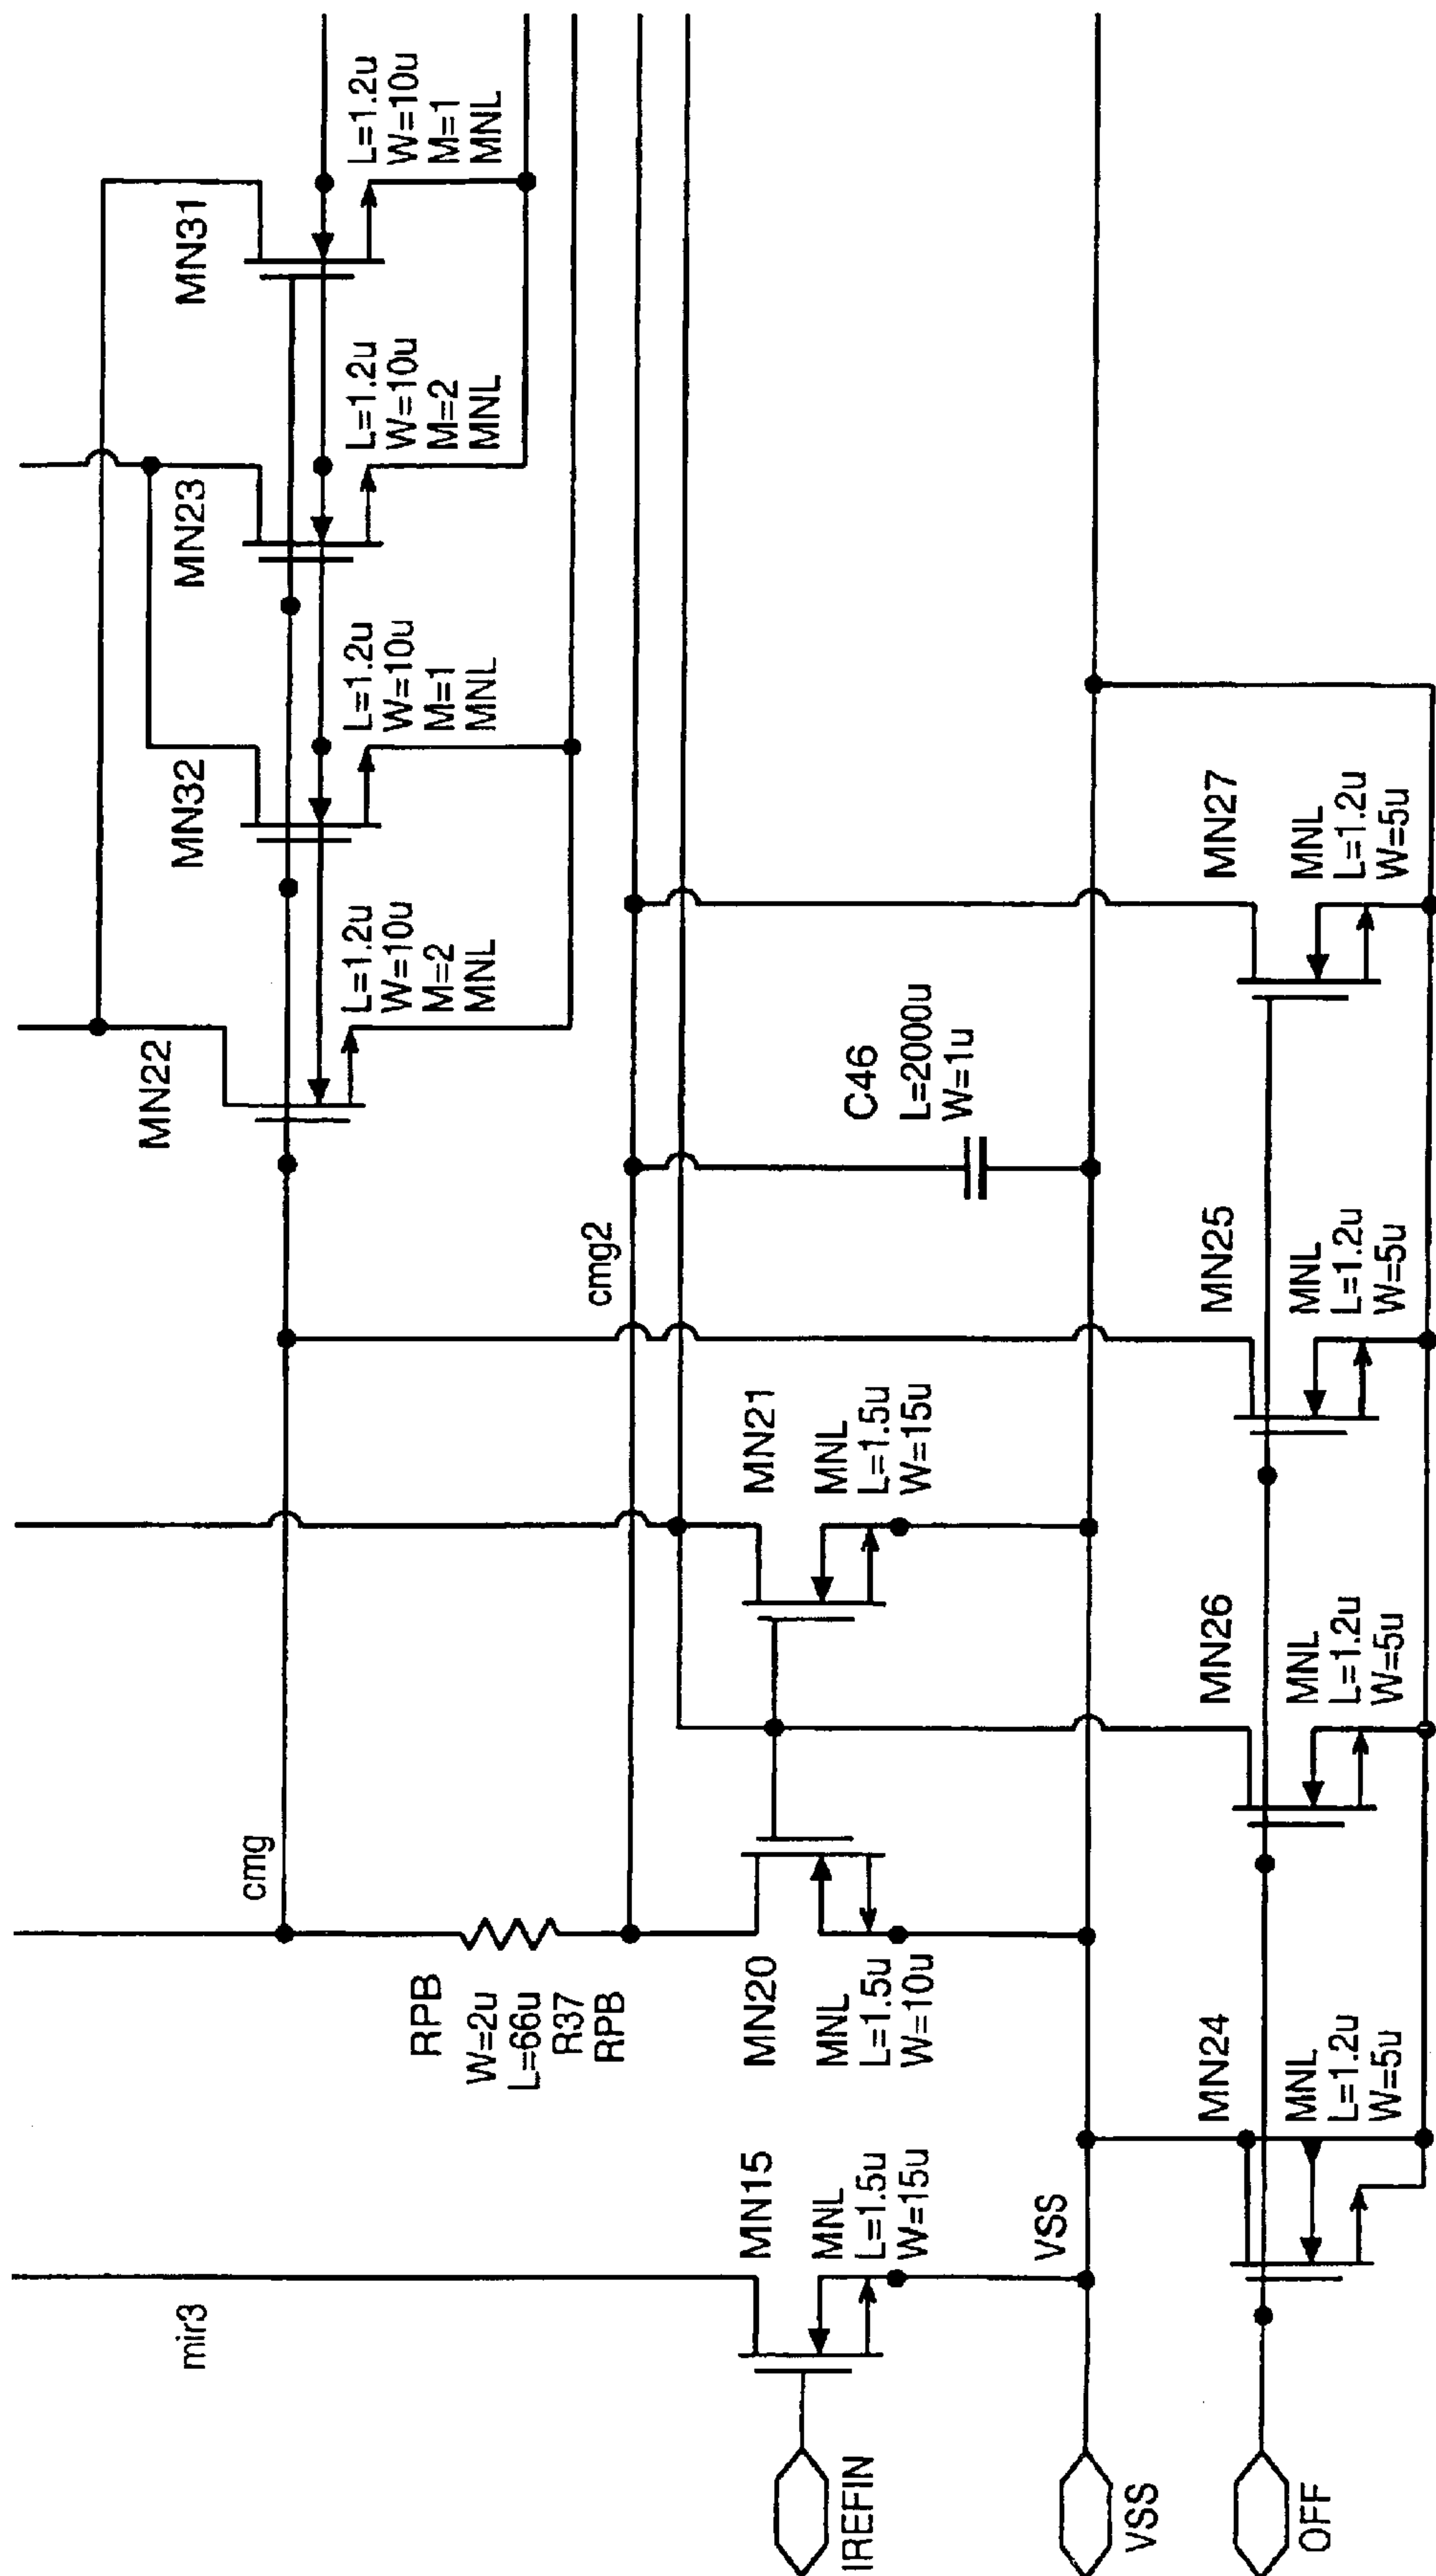 MN22
L=1.2u
W=10u
M=2
MNL
MN32
L=1.2u
W=10u
M=1
MNL
MN23
L=1.2u
W=10u
M=2
MNL
MN31
L=1.2u
W=10u
M=1
MNL
mir3
cmg
RPB
W=2u
L=66u
R37
RPB
cmg2
MN15
MNL
L=1.5u
W=15u
MN20
MNL
L=1.5u
W=10u
MN21
MNL
L=1.5u
W=15u
C46
L=2000u
W=1u
IREFIN
VSS
VSS
MN24
MNL
L=1.2u
W=5u
MN26
MNL
L=1.2u
W=5u
MN25
MNL
L=1.2u
W=5u
MN27
MNL
L=1.2u
W=5u
OFF